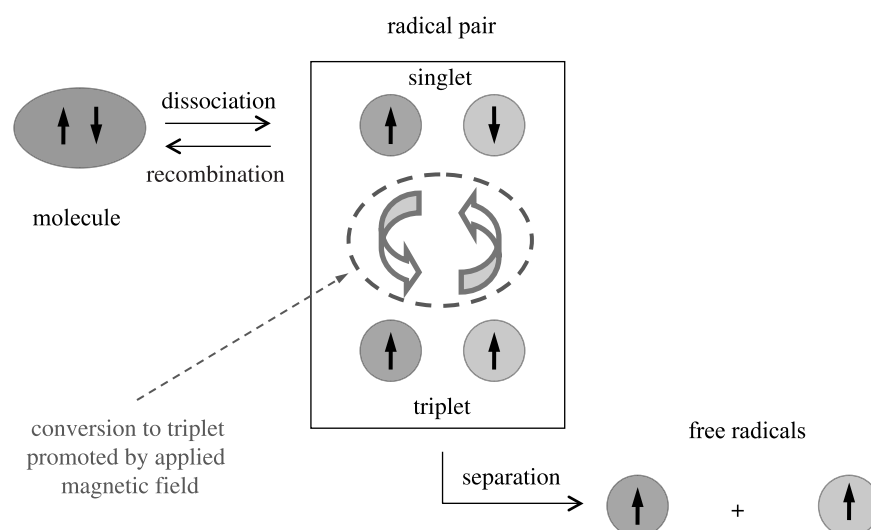 radical pair
singlet
dissociation
recombination
molecule
triplet
conversion to triplet
promoted by applied
magnetic field
free radicals
separation
+